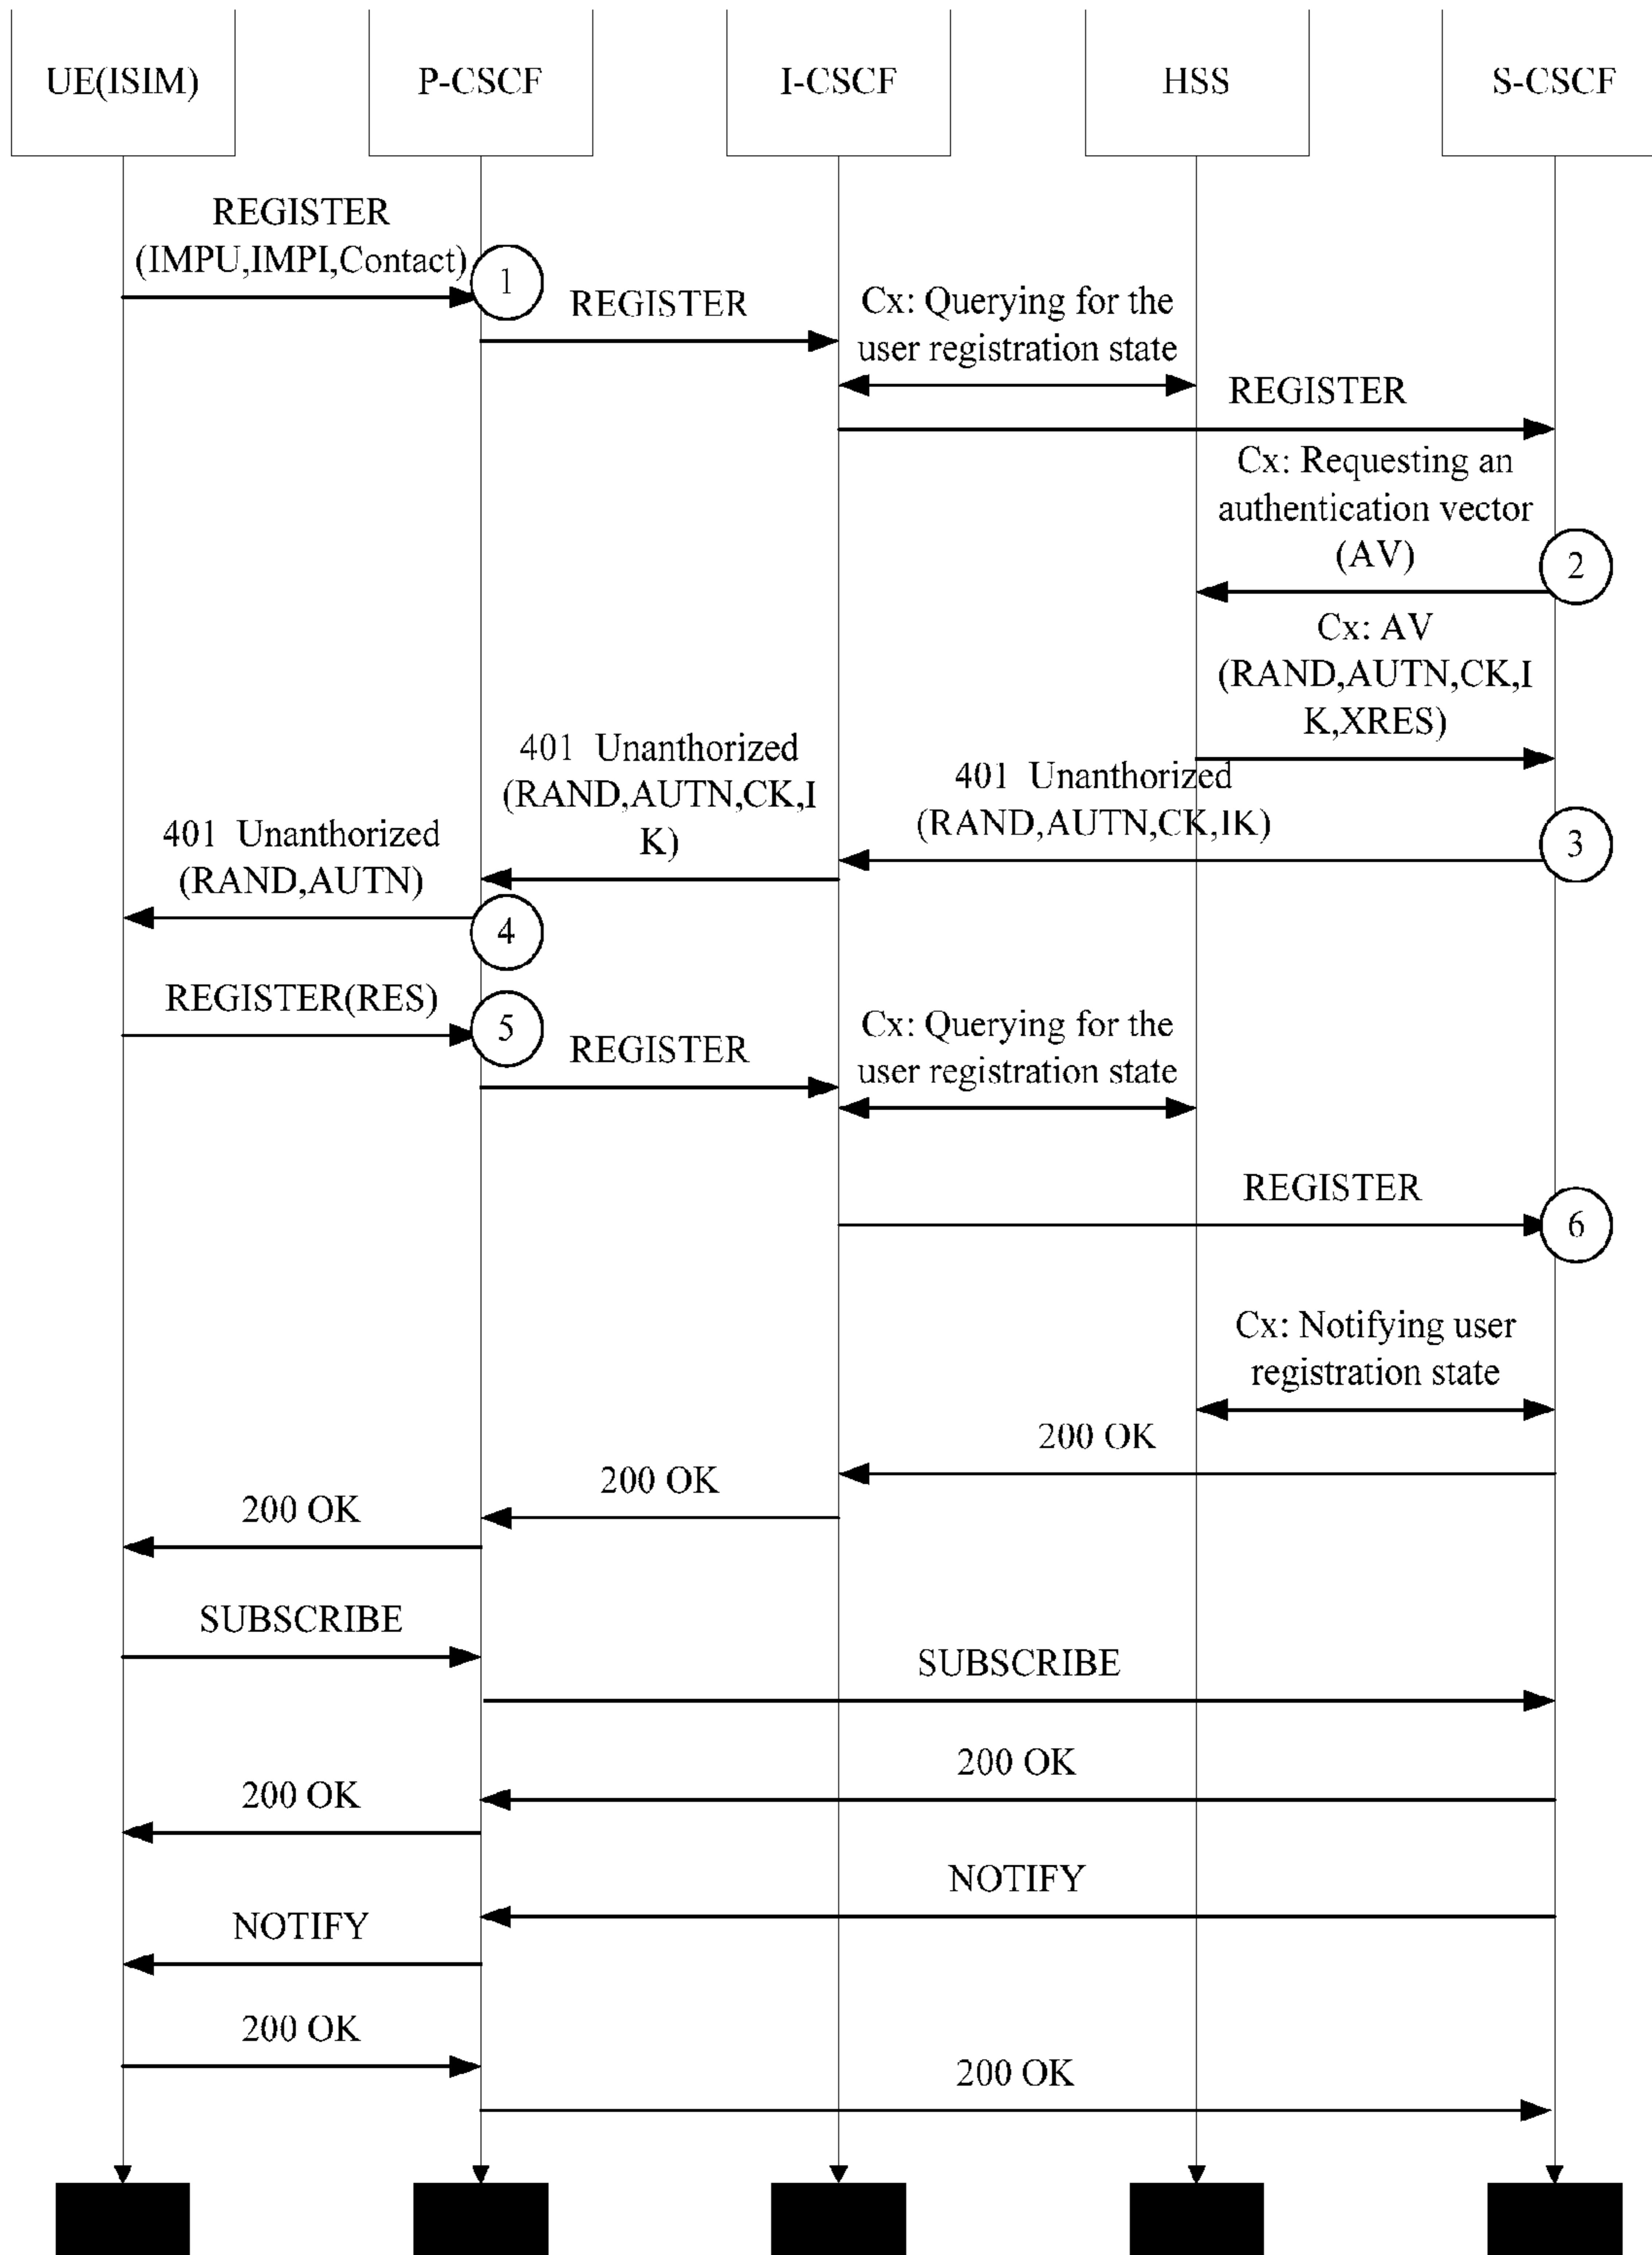 UE(ISIM)
P-CSCF
I-CSCF
HSS
S-CSCF
REGISTER
(IMPU,IMPI,Contact)
1
REGISTER
Cx: Querying for the
user registration state
REGISTER
Cx: Requesting an
authentication vector
(AV)
2
Cx: AV
(RAND,AUTN,CK,I
K,XRES)
401 Unanthorized
(RAND,AUTN,CK,IK)
3
401 Unanthorized
(RAND,AUTN,CK,I
K)
401 Unanthorized
(RAND,AUTN)
4
REGISTER(RES)
5
REGISTER
Cx: Querying for the
user registration state
REGISTER
6
Cx: Notifying user
registration state
200 OK
200 OK
200 OK
SUBSCRIBE
SUBSCRIBE
200 OK
200 OK
NOTIFY
NOTIFY
200 OK
200 OK